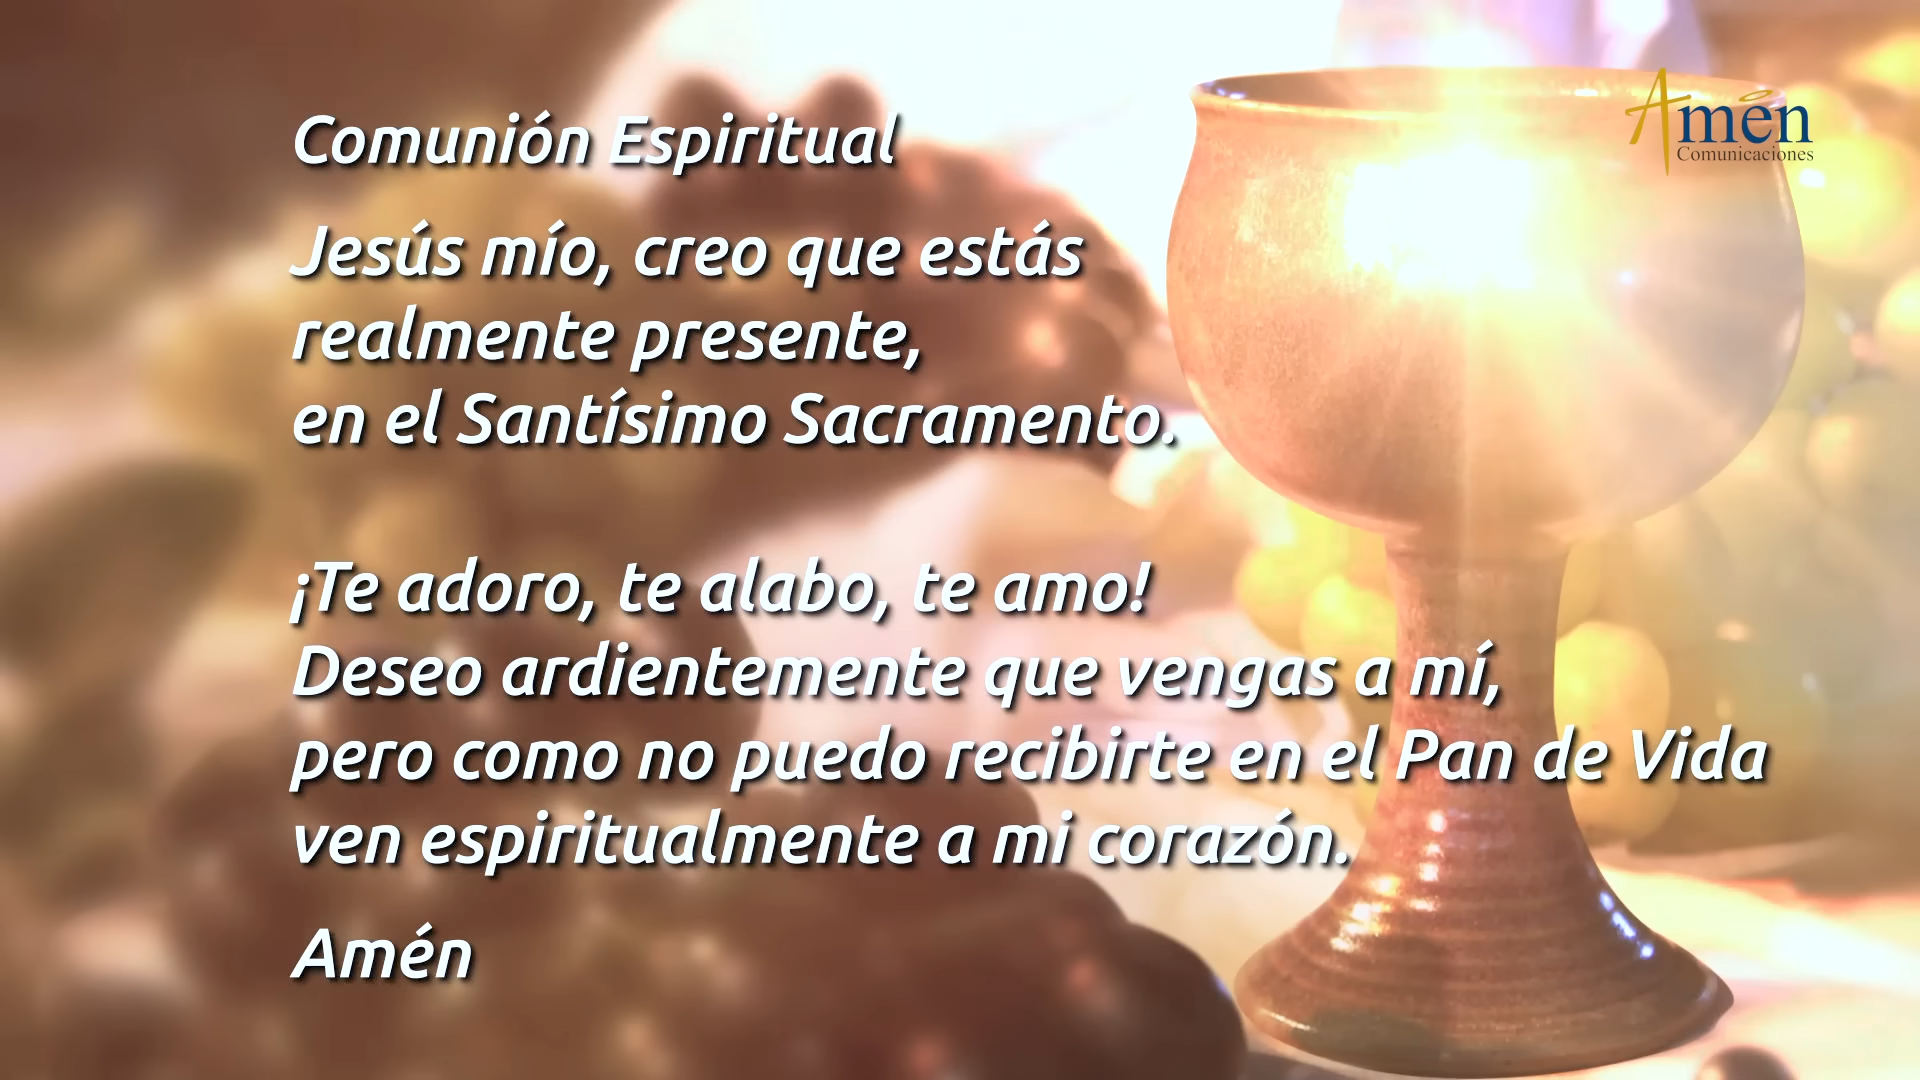 Amén
Comunicaciones
Comunión Espiritual
Jesús mío, creo que estás
realmente presente,
en el Santísimo Sacramento.
¡Te adoro, te alabo, te amo!
Deseo ardientemente que vengas a mí,
pero como no puedo recibirte en el Pan de Vida
ven espiritualmente a mi corazón.
Amén